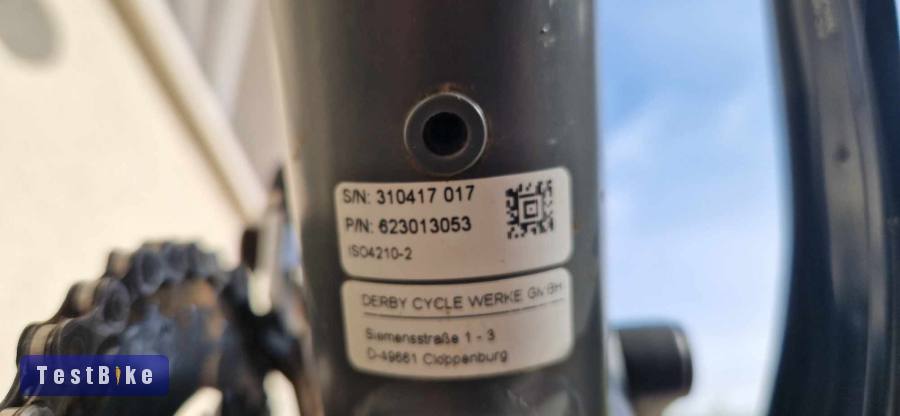 S/N: 310417 017
P/N: 623013053
ISO4210-2
DERBY CYCLE WERKE GMBH
Siemensstraße 1 - 3
D-49661 Cloppenburg
TestBike